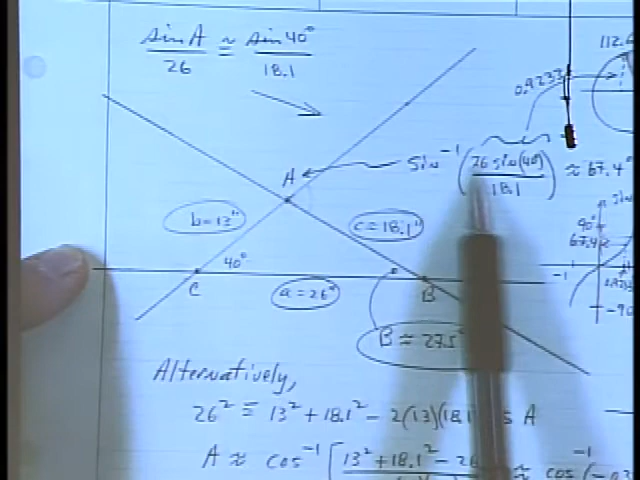 sin A / 26 ≈ sin 40° / 18.1
0.9233
112.6
A
sin⁻¹ ( 26 sin(40°) / 18.1 ) ≈ 67.4°
b=13"
c=18.1"
90°
67.4°
40°
C
a=26"
B
-1
-90
B ≈ 27.5°
Alternatively,
26² = 13² + 18.1² - 2(13)(18.1 A
A ≈ cos⁻¹ [ 13² + 18.1² - 26 ≈ cos⁻¹ (